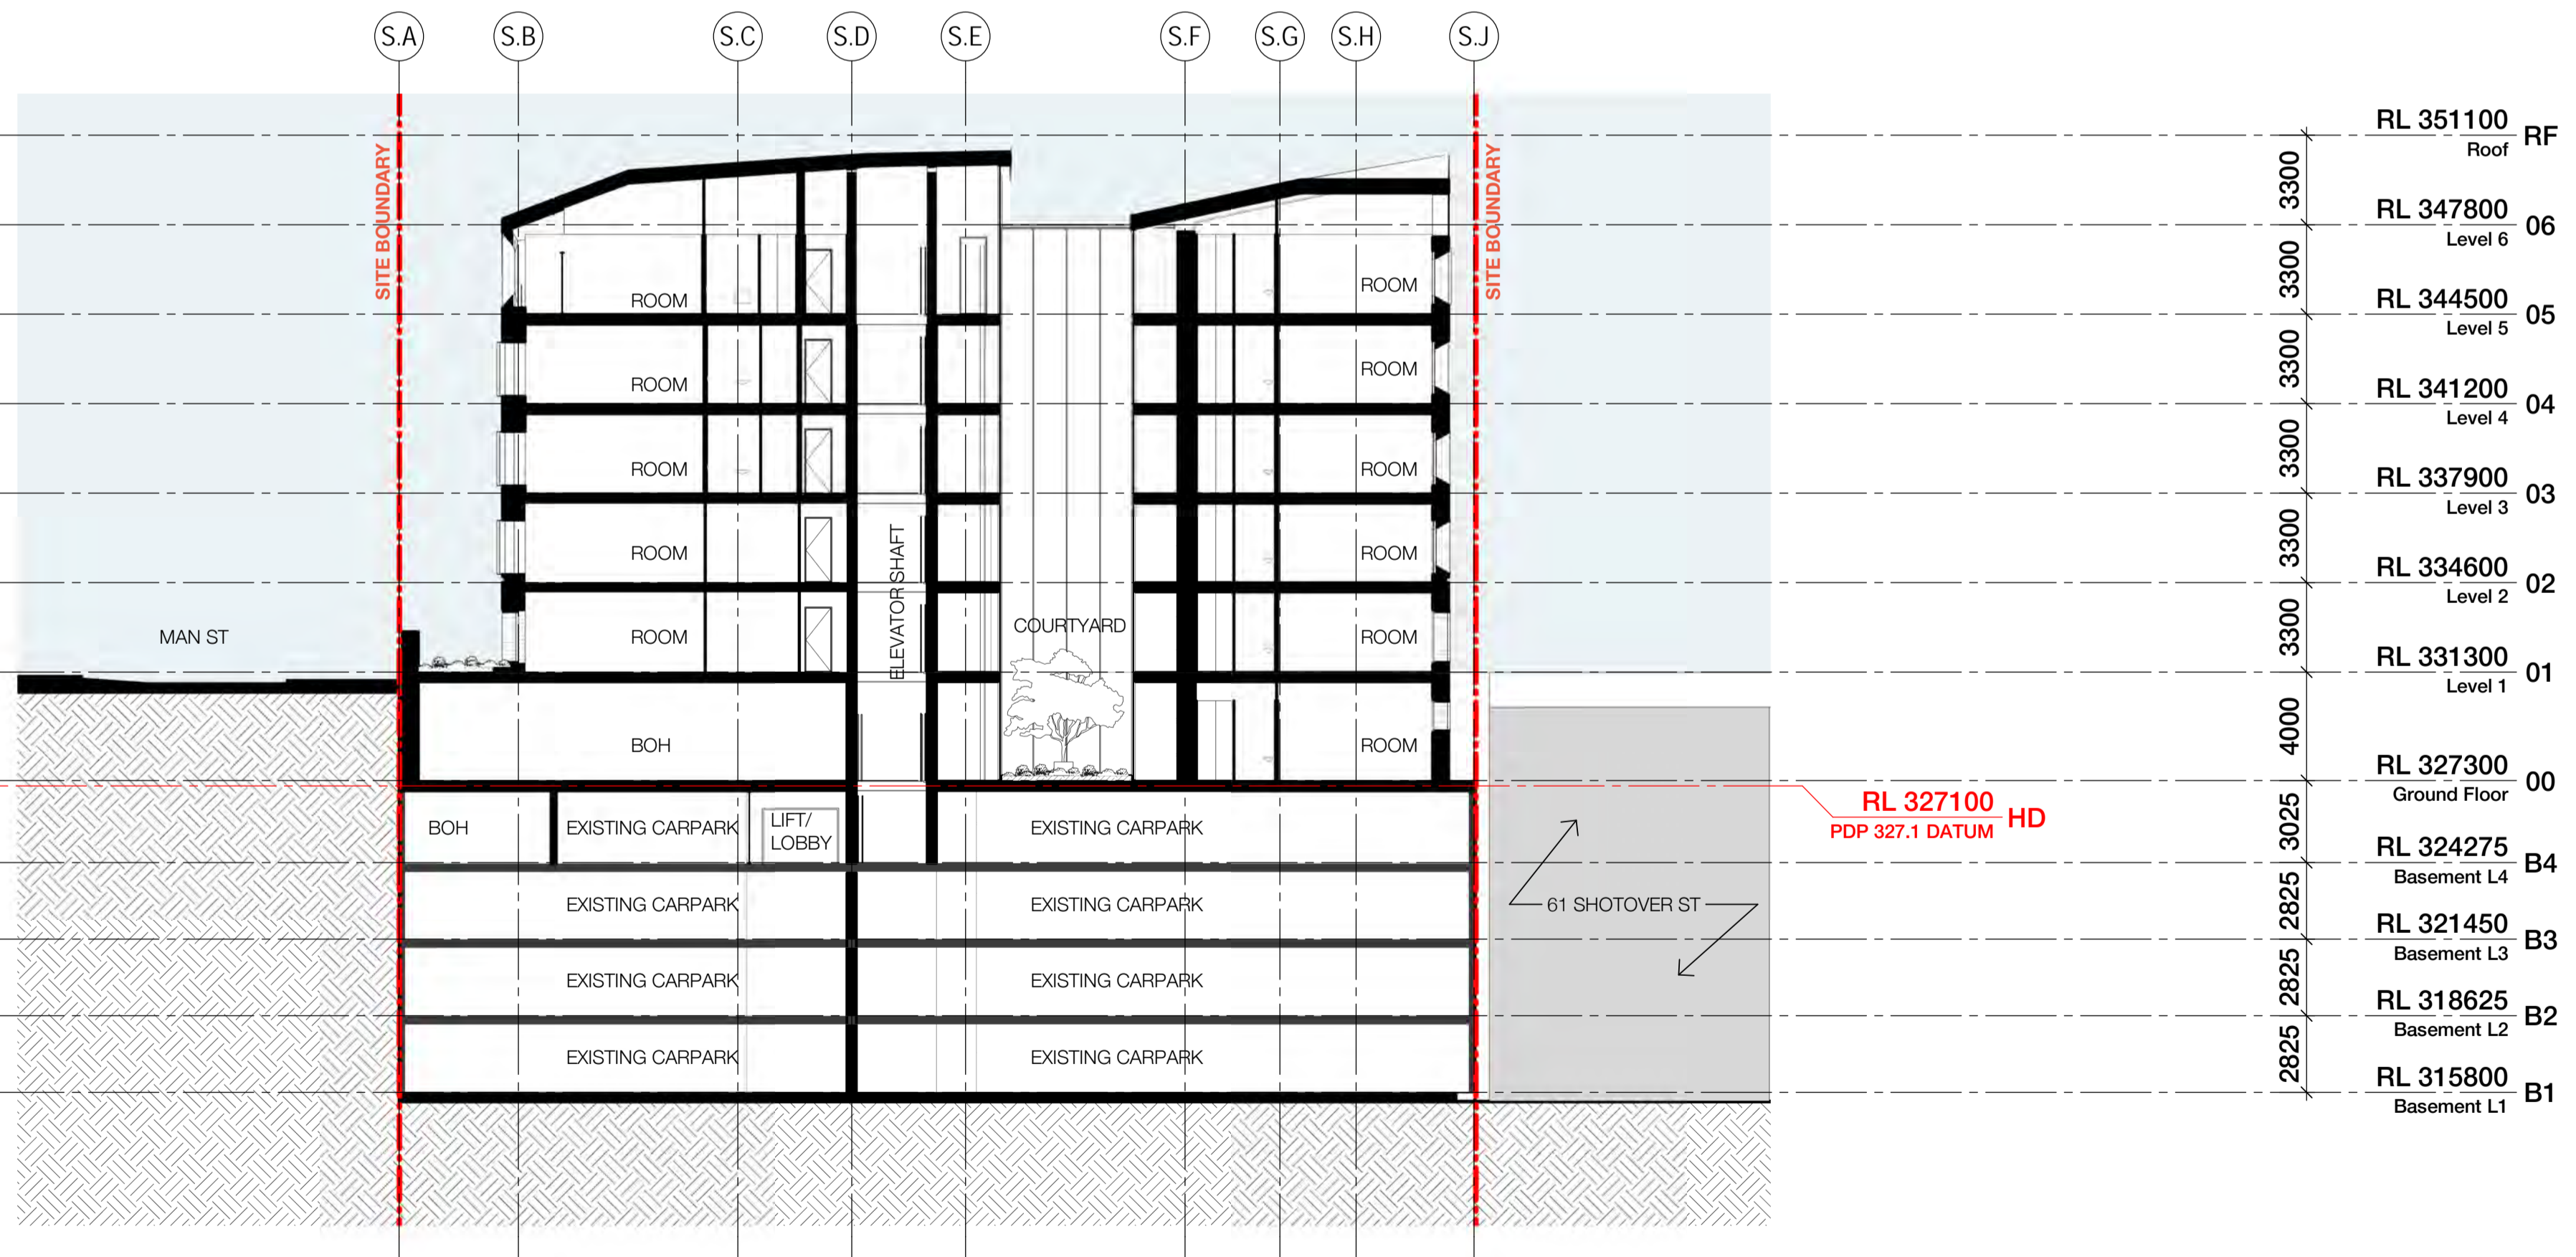 S.A S.B S.C S.D S.E S.F S.G S.H S.J
SITE BOUNDARY
SITE BOUNDARY
RL 351100 RF
Roof
3300
RL 347800 06
Level 6
3300
ROOM ROOM
RL 344500 05
Level 5
3300
ROOM ROOM
RL 341200 04
Level 4
3300
ROOM ROOM
RL 337900 03
Level 3
3300
ROOM ROOM
ELEVATOR SHAFT
RL 334600 02
Level 2
3300
MAN ST
ROOM COURTYARD ROOM
RL 331300 01
Level 1
4000
BOH ROOM
RL 327300 00
Ground Floor
RL 327100 HD
PDP 327.1 DATUM
3025
BOH EXISTING CARPARK LIFT/
LOBBY
EXISTING CARPARK
RL 324275 B4
Basement L4
2825
EXISTING CARPARK EXISTING CARPARK
61 SHOTOVER ST
RL 321450 B3
Basement L3
2825
EXISTING CARPARK EXISTING CARPARK
RL 318625 B2
Basement L2
2825
EXISTING CARPARK EXISTING CARPARK
RL 315800 B1
Basement L1